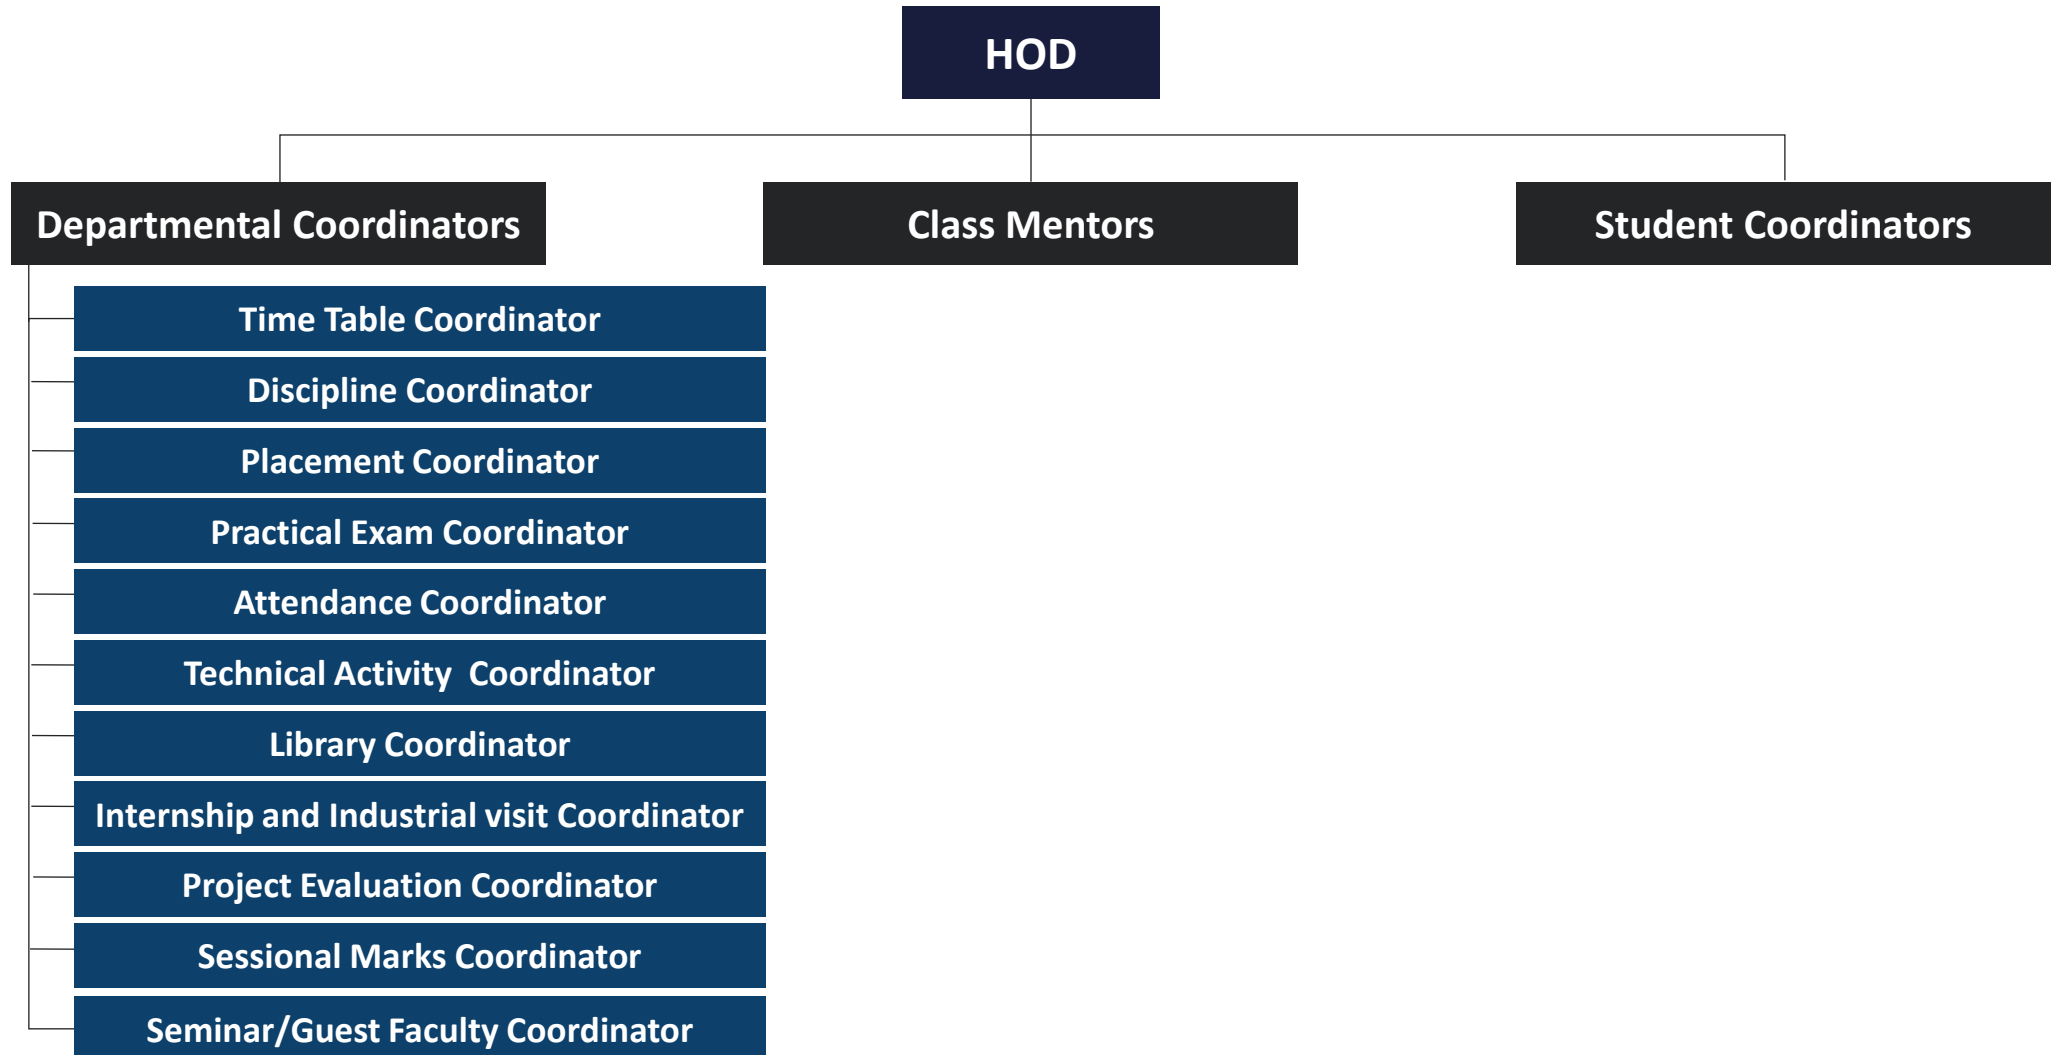 HOD
Departmental Coordinators
Class Mentors
Student Coordinators
Time Table Coordinator
Discipline Coordinator
Placement Coordinator
Practical Exam Coordinator
Attendance Coordinator
Technical Activity  Coordinator
Library Coordinator
Internship and Industrial visit Coordinator
Project Evaluation Coordinator
Sessional Marks Coordinator
Seminar/Guest Faculty Coordinator